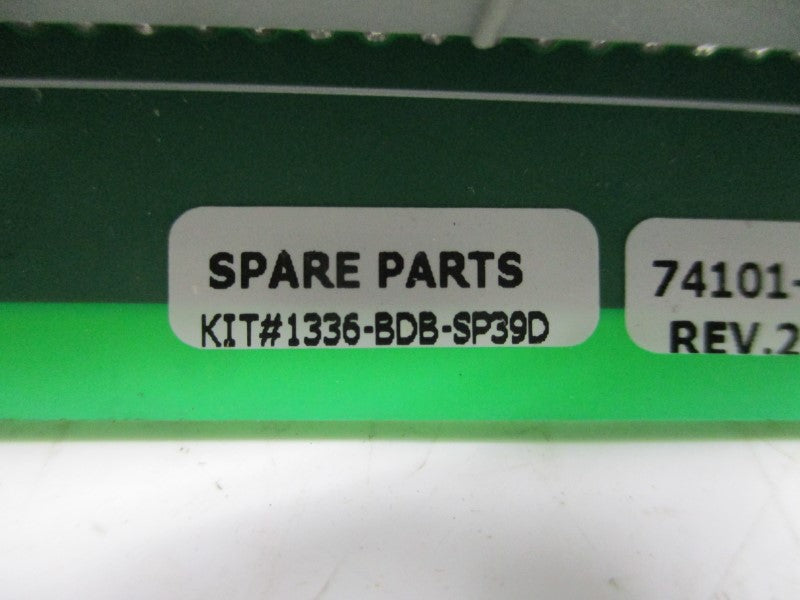 SPARE PARTS
KIT#1336-BDB-SP39D
74101-
REV.2